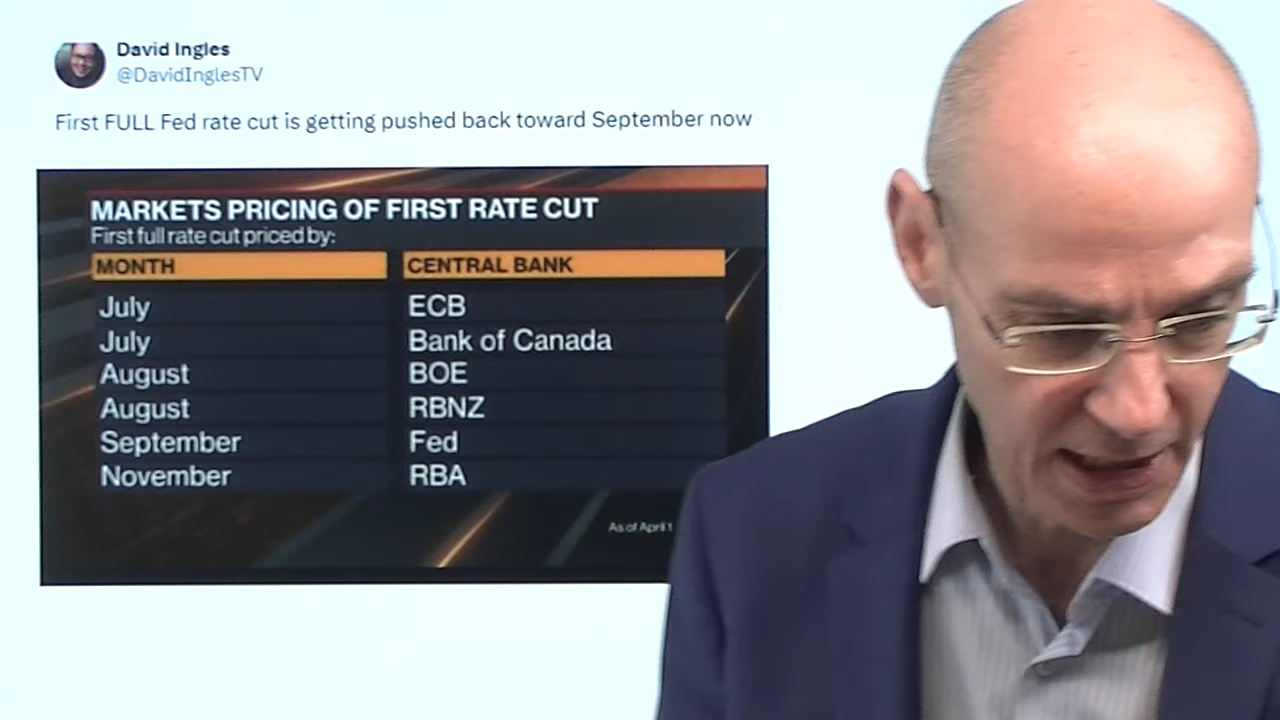 David Ingles
@DavidInglesTV
First FULL Fed rate cut is getting pushed back toward September now
MARKETS PRICING OF FIRST RATE CUT
First full rate cut priced by:
MONTH CENTRAL BANK
July ECB
July Bank of Canada
August BOE
August RBNZ
September Fed
November RBA
As of April 1